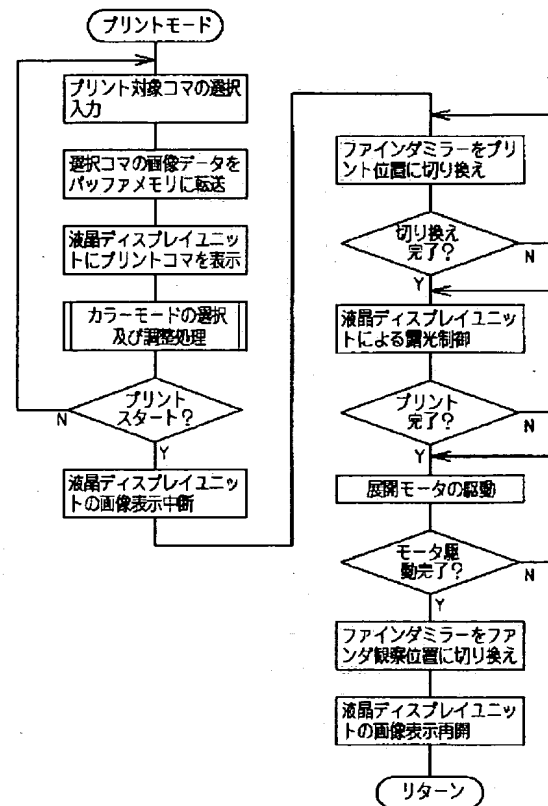 プリントモード
プリント対象コマの選択
入力
選択コマの画像データを
バッファメモリに転送
液晶ディスプレイユニッ
トにプリントコマを表示
カラーモードの選択
及び調整処理
プリント
スタート?
N
Y
液晶ディスプレイユニッ
トの画像表示中断
ファインダミラーをプリ
ント位置に切り換え
切り換え
完了?
N
Y
液晶ディスプレイユニッ
トによる露光制御
プリント
完了?
N
Y
展開モータの駆動
モータ駆
動完了?
N
Y
ファインダミラーをファ
ンダ観察位置に切り換え
液晶ディスプレイユニッ
トの画像表示再開
リターン